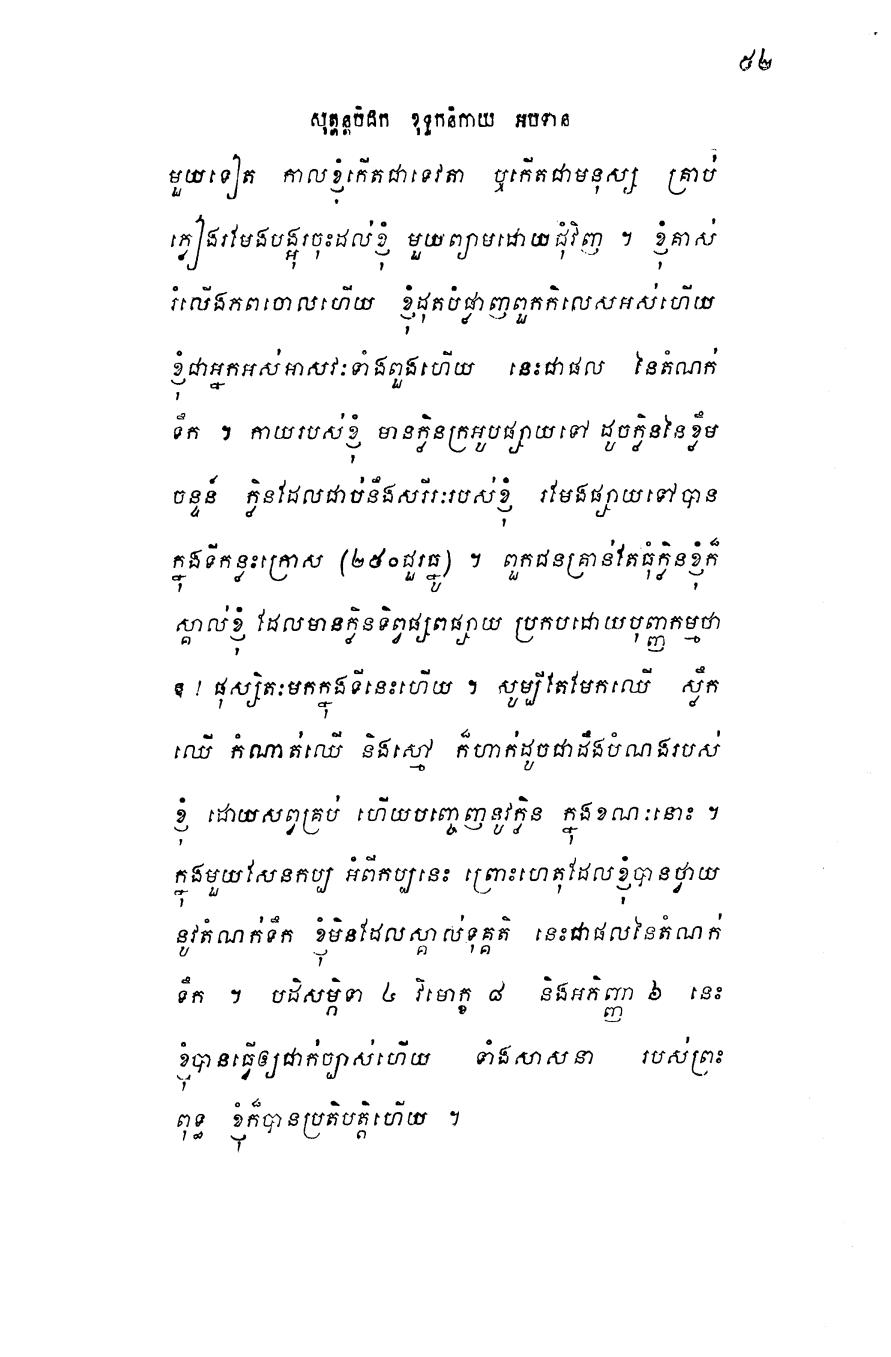 ៥២
សុត្តន្តបិដក ខុទ្ទកនិកាយ អបទាន
មួយទៀត កាលខ្ញុំកើតជាទេវតា ឬកើតជាមនុស្ស គ្រាប់
ភ្លៀងរមែងបង្អុរចុះដល់ខ្ញុំ មួយព្យាមដោយជុំវិញ ។ ខ្ញុំគាស់
រំលើងភពចោលហើយ ខ្ញុំដុតបំផ្លាញពួកកិលេសអស់ហើយ
ខ្ញុំជាអ្នកអស់អាសវៈទាំងពួងហើយ នេះជាផល នៃតំណក់
ទឹក ។ កាយរបស់ខ្ញុំ មានក្លិនក្រអូបផ្សាយទៅ ដូចក្លិននៃខ្លឹម
ចន្ទន៍ ក្លិនដែលជាប់នឹងសរីរៈរបស់ខ្ញុំ រមែងផ្សាយទៅបាន
ក្នុងទីកន្លះក្រោស (២៥០ជួរធ្នូ) ។ ពួកជនគ្រាន់តែធុំក្លិនខ្ញុំក៏
ស្គាល់ខ្ញុំ ដែលមានក្លិនទិព្វផ្សព្វផ្សាយ ប្រកបដោយបុញ្ញកម្មថា
ឱ ! ផុស្សិតៈមកក្នុងទីនេះហើយ ។ សូម្បីតែមែកឈើ ស្លឹក
ឈើ កំណាត់ឈើ និងស្មៅ ក៏ហាក់ដូចជាដឹងបំណងរបស់
ខ្ញុំ ដោយសព្វគ្រប់ ហើយបញ្ចេញនូវក្លិន ក្នុងខណៈនោះ ។
ក្នុងមួយសែនកប្ប អំពីកប្បនេះ ព្រោះហេតុដែលខ្ញុំបានថ្វាយ
នូវតំណក់ទឹក ខ្ញុំមិនដែលស្គាល់ទុគ្គតិ នេះជាផលនៃតំណក់
ទឹក ។ បដិសម្ភិទា ៤ វិមោក្ខ ៨ និងអភិញ្ញា ៦ នេះ
ខ្ញុំបានធ្វើឲ្យជាក់ច្បាស់ហើយ ទាំងសាសនា របស់ព្រះ
ពុទ្ធ ខ្ញុំក៏បានប្រតិបត្តិហើយ ។